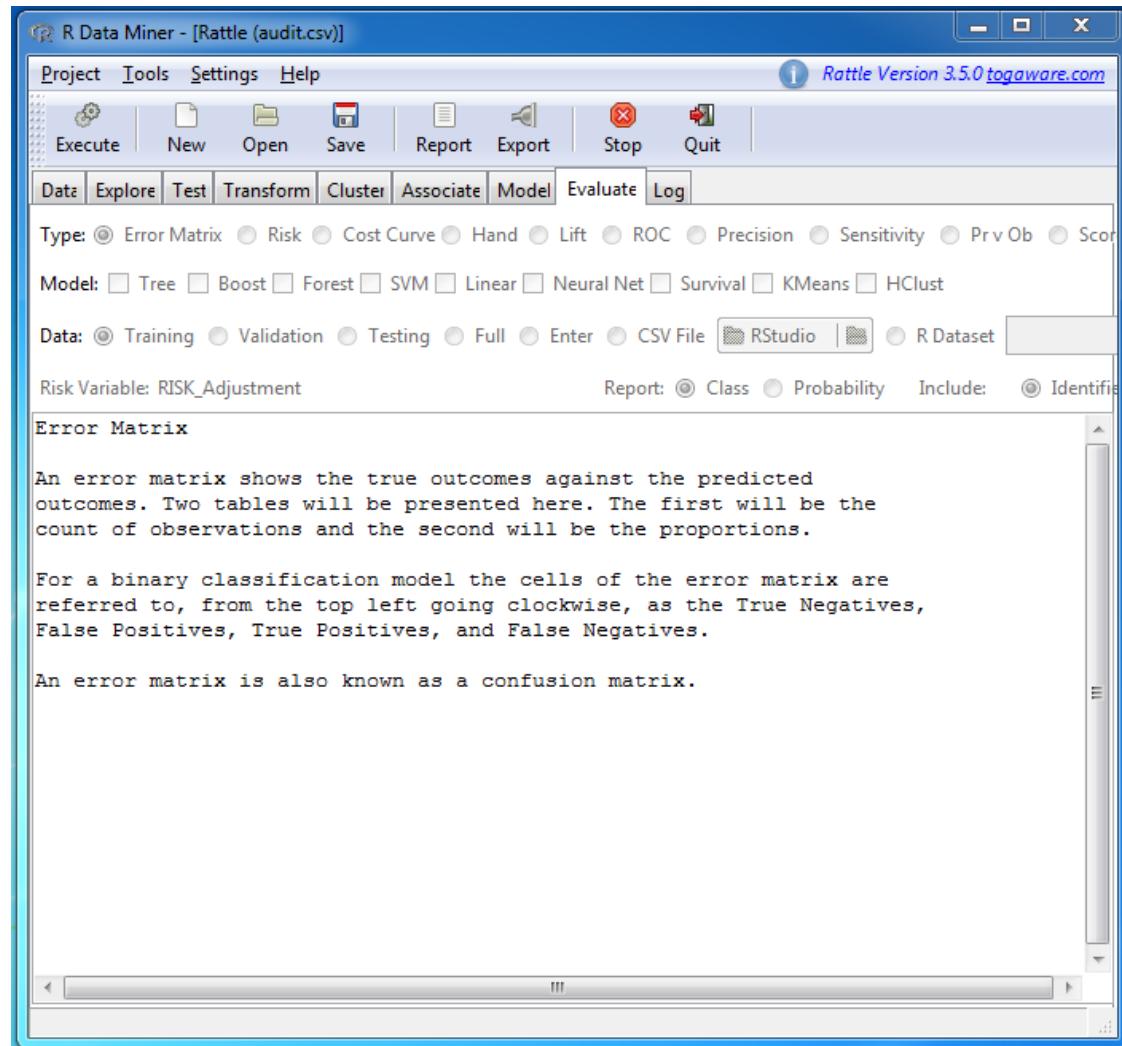 R Data Miner - [Rattle (audit.csv)]
Project Tools Settings Help Rattle Version 3.5.0 togaware.com
Execute New Open Save Report Export Stop Quit
Data Explore Test Transform Cluster Associate Model Evaluate Log
Type: Error Matrix Risk Cost Curve Hand Lift ROC Precision Sensitivity Pr v Ob Scor
Model: Tree Boost Forest SVM Linear Neural Net Survival KMeans HClust
Data: Training Validation Testing Full Enter CSV File RStudio R Dataset
Risk Variable: RISK_Adjustment Report: Class Probability Include: Identifie
Error Matrix
An error matrix shows the true outcomes against the predicted
outcomes. Two tables will be presented here. The first will be the
count of observations and the second will be the proportions.
For a binary classification model the cells of the error matrix are
referred to, from the top left going clockwise, as the True Negatives,
False Positives, True Positives, and False Negatives.
An error matrix is also known as a confusion matrix.